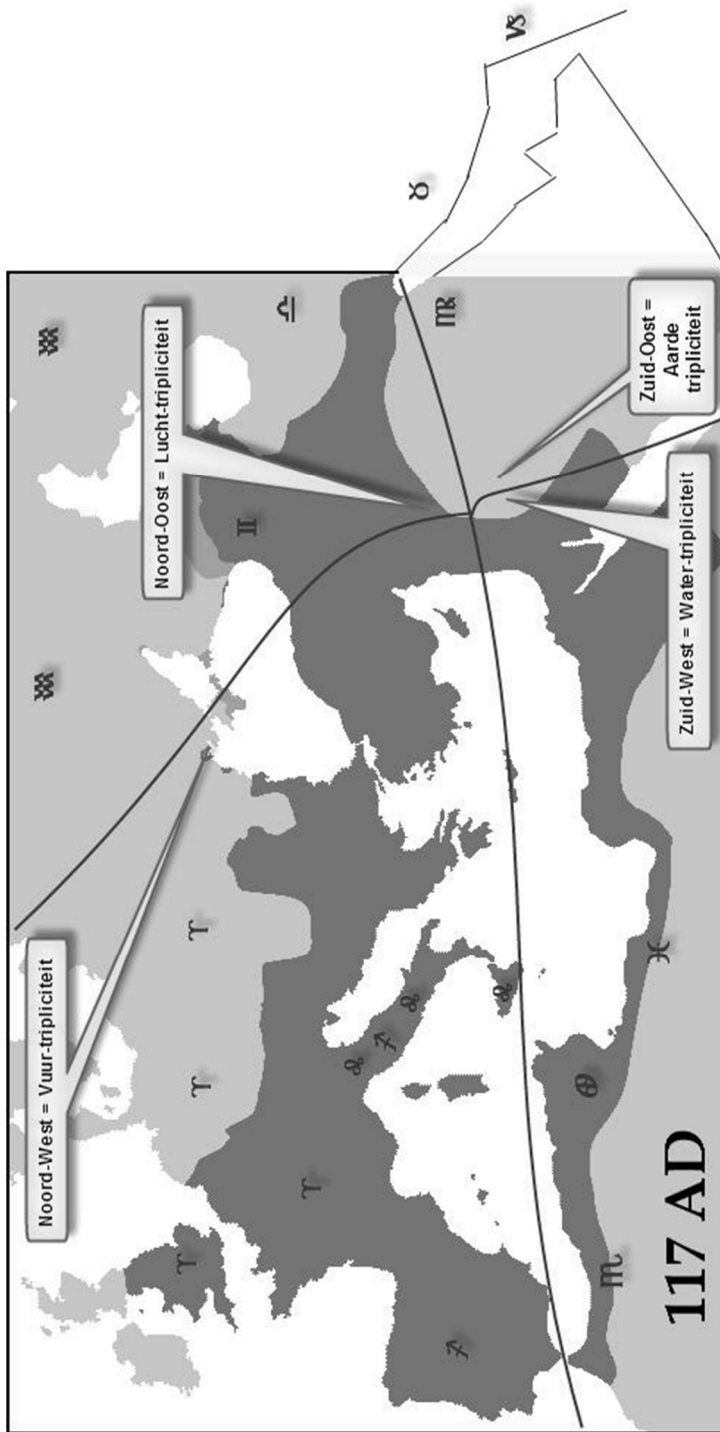 Noord-West = Vuur-tripliciteit
♒ ♒
Noord-Oost = Lucht-tripliciteit
♈ ♈ ♈
♊
♎
♈
♌
♐
♌ ♉
♍
♐
♌ ♑
♋
♏
♓
Zuid-Oost =
Aarde
tripliciteit
Zuid-West = Water-tripliciteit
117 AD